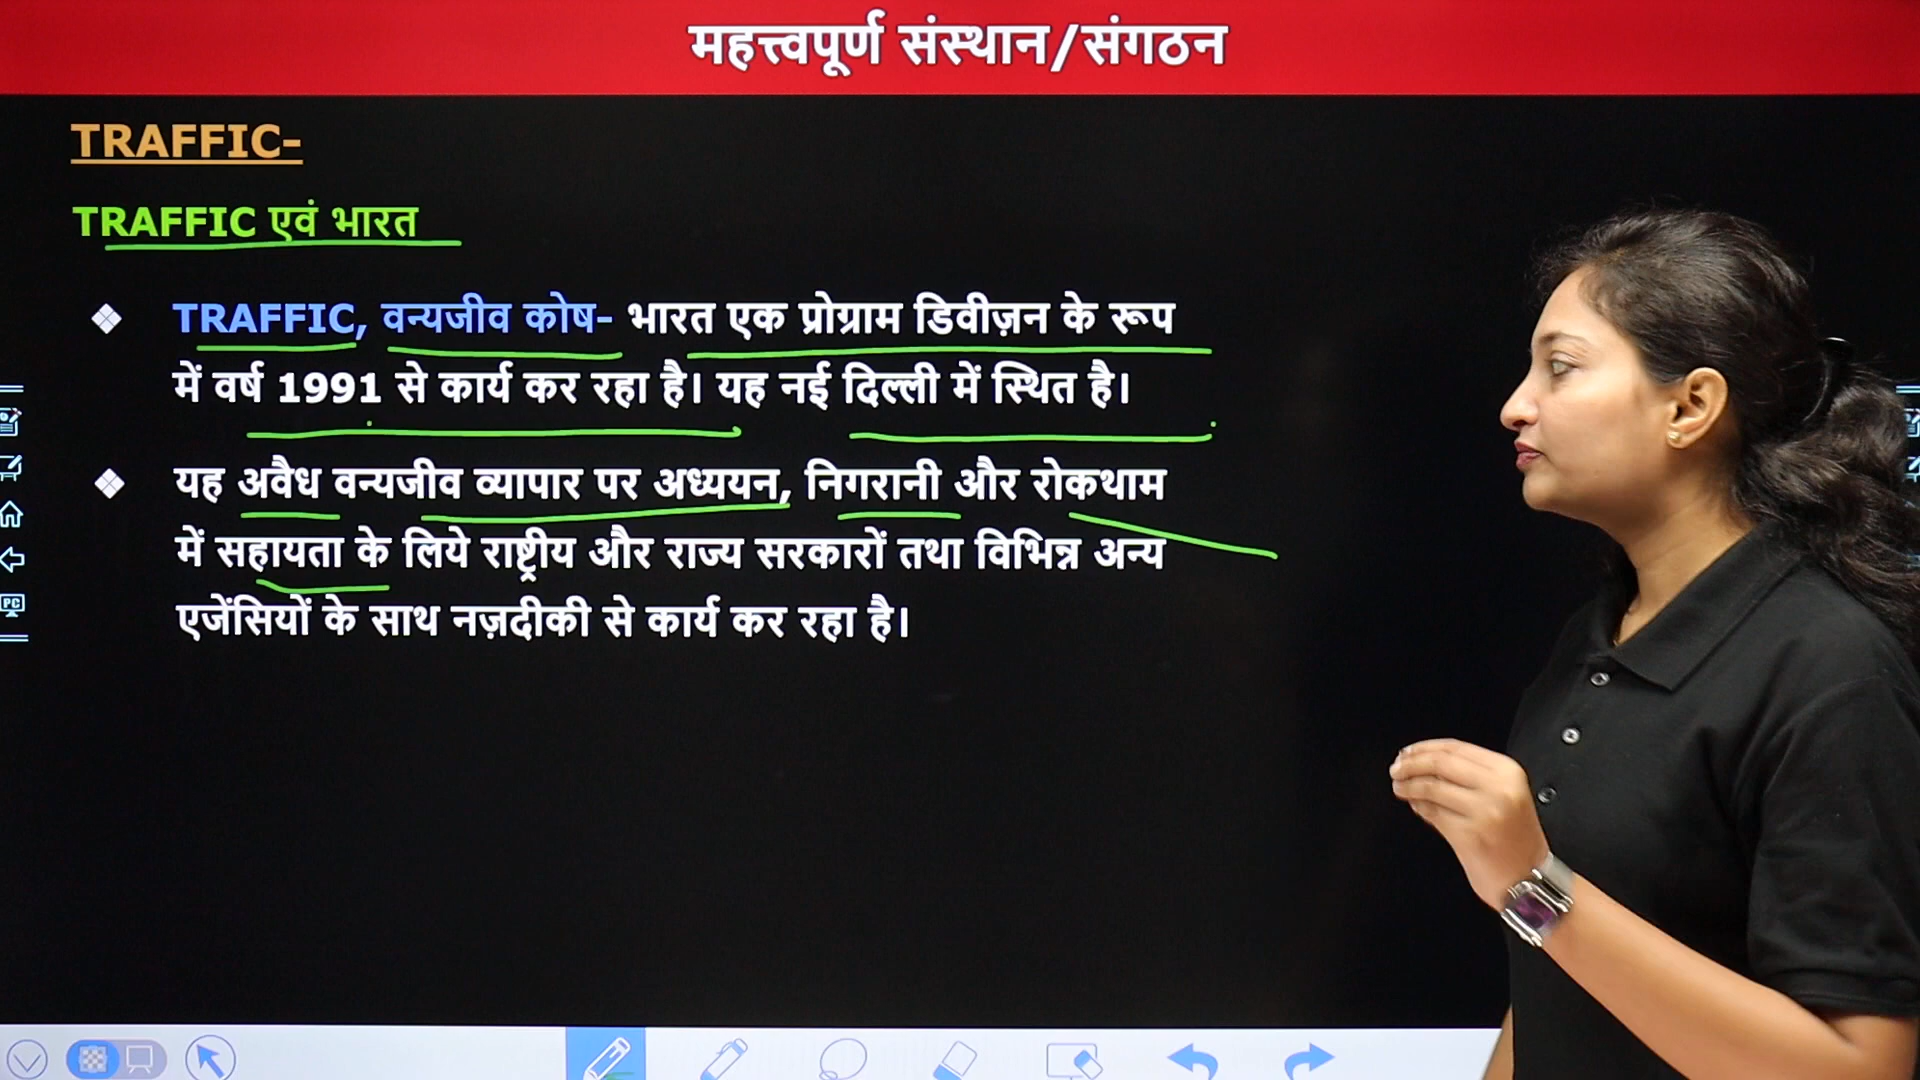 महत्त्वपूर्ण संस्थान/संगठन
TRAFFIC-
TRAFFIC एवं भारत
❖ TRAFFIC, वन्यजीव कोष- भारत एक प्रोग्राम डिवीज़न के रूप
में वर्ष 1991 से कार्य कर रहा है। यह नई दिल्ली में स्थित है।
❖ यह अवैध वन्यजीव व्यापार पर अध्ययन, निगरानी और रोकथाम
में सहायता के लिये राष्ट्रीय और राज्य सरकारों तथा विभिन्न अन्य
एजेंसियों के साथ नज़दीकी से कार्य कर रहा है।
PC